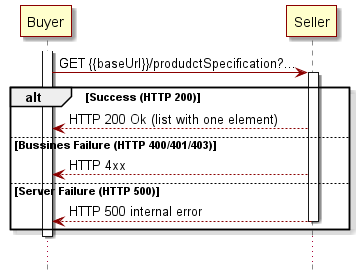 Buyer
Seller
GET {{baseUrl}}/produdctSpecification?...
alt
[Success (HTTP 200)]
HTTP 200 Ok (list with one element)
[Bussines Failure (HTTP 400/401/403)]
HTTP 4xx
[Server Failure (HTTP 500)]
HTTP 500 internal error